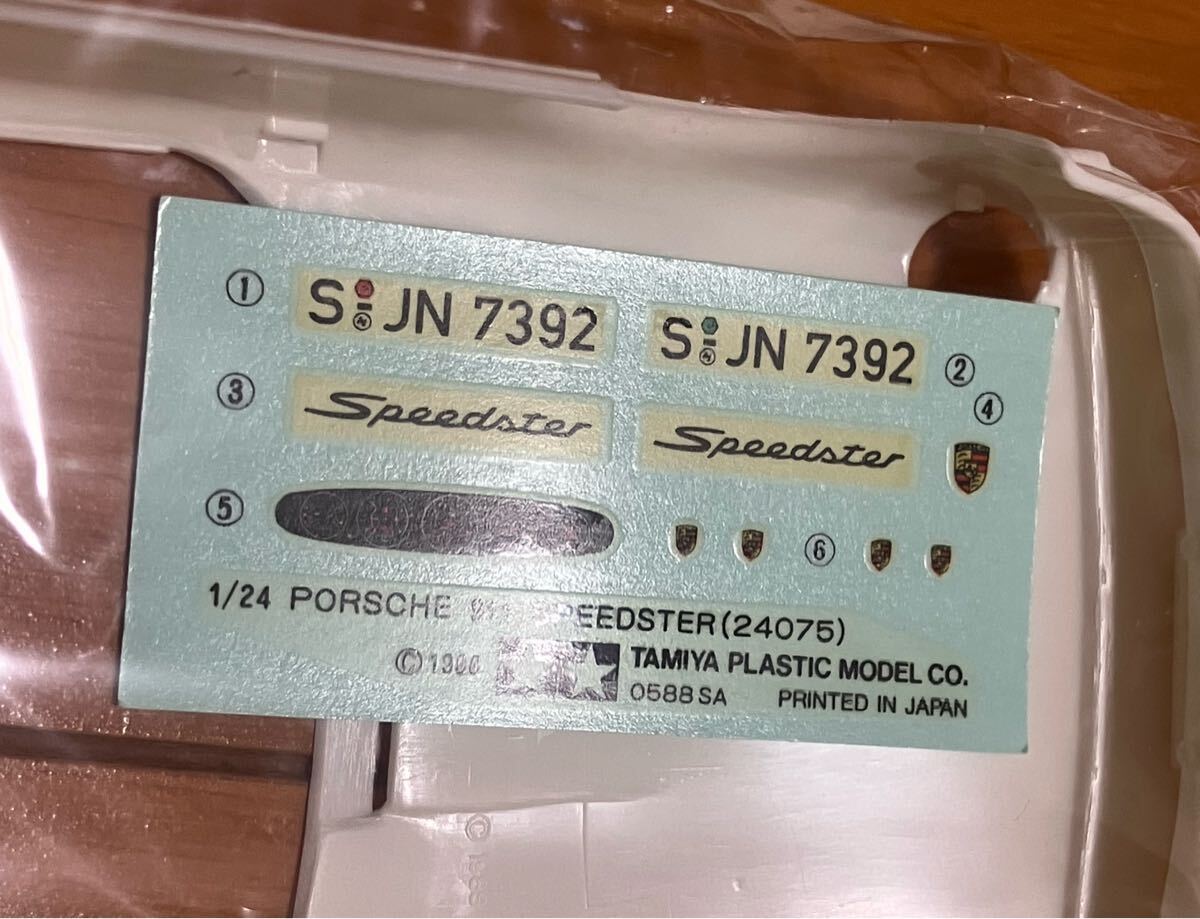 ① S JN 7392 S JN 7392 ②
③ Speedster Speedster ④
⑤ ⑥
1/24 PORSCHE 911 SPEEDSTER (24075)
TAMIYA PLASTIC MODEL CO.
0588 SA PRINTED IN JAPAN